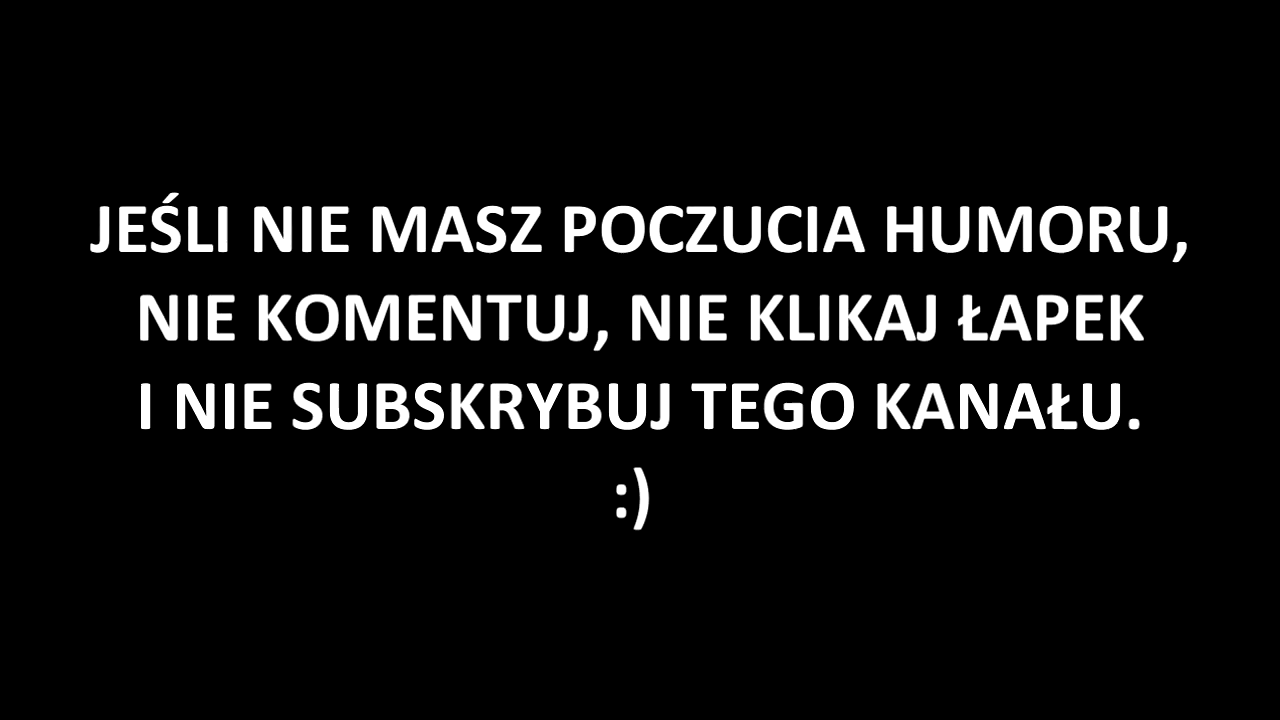 JEŚLI NIE MASZ POCZUCIA HUMORU,
NIE KOMENTUJ, NIE KLIKAJ ŁAPEK
I NIE SUBSKRYBUJ TEGO KANAŁU.
:)